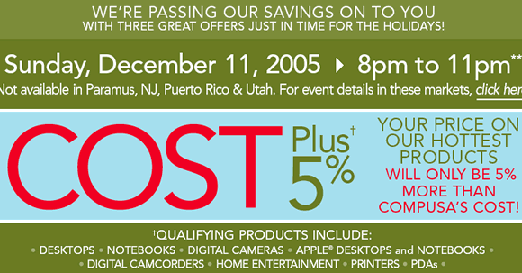 WE'RE PASSING OUR SAVINGS ON TO YOU
WITH THREE GREAT OFFERS JUST IN TIME FOR THE HOLIDAYS!
Sunday, December 11, 2005 ▸ 8pm to 11pm**
Not available in Paramus, NJ, Puerto Rico & Utah. For event details in these markets, click her
COST
Plus†
5%
YOUR PRICE ON
OUR HOTTEST
PRODUCTS
WILL ONLY BE 5%
MORE THAN
COMPUSA'S COST!
†QUALIFYING PRODUCTS INCLUDE:
• DESKTOPS • NOTEBOOKS • DIGITAL CAMERAS • APPLE® DESKTOPS and NOTEBOOKS •
• DIGITAL CAMCORDERS • HOME ENTERTAINMENT • PRINTERS • PDAs •